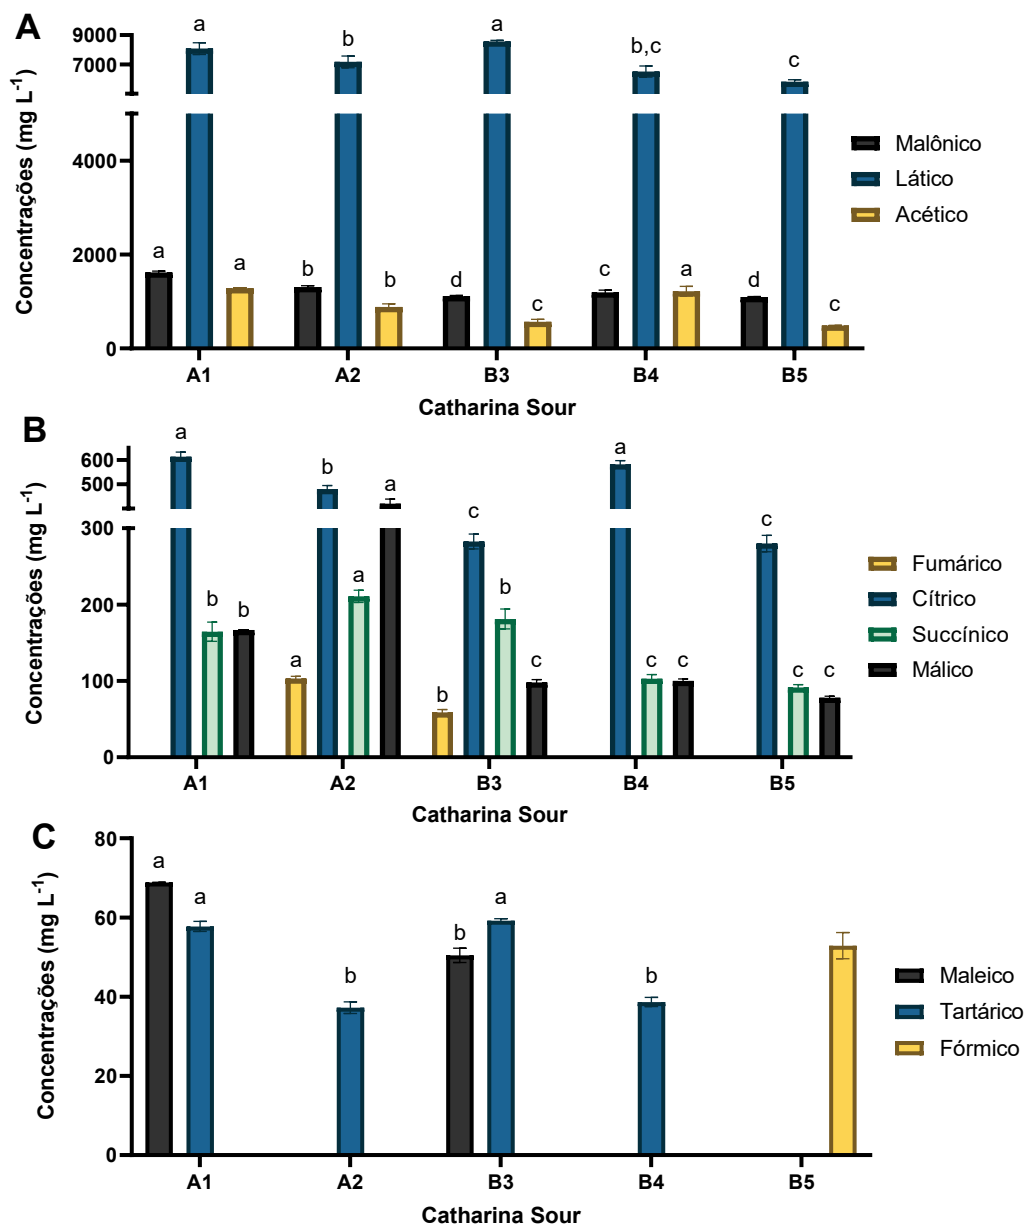 A
Concentrações (mg L⁻¹)
9000
7000
4000
2000
0
a
b
a
b,c
c
a
a
b
b
d
c
c
a
d
c
A1
A2
B3
B4
B5
Catharina Sour
Malônico
Lático
Acético
B
Concentrações (mg L⁻¹)
600
500
300
200
100
0
a
b
a
a
c
c
b
b
a
a
b
b
c
c
c
c
c
A1
A2
B3
B4
B5
Catharina Sour
Fumárico
Cítrico
Succínico
Málico
C
Concentrações (mg L⁻¹)
80
60
40
20
0
a
a
b
b
a
b
A1
A2
B3
B4
B5
Catharina Sour
Maleico
Tartárico
Fórmico